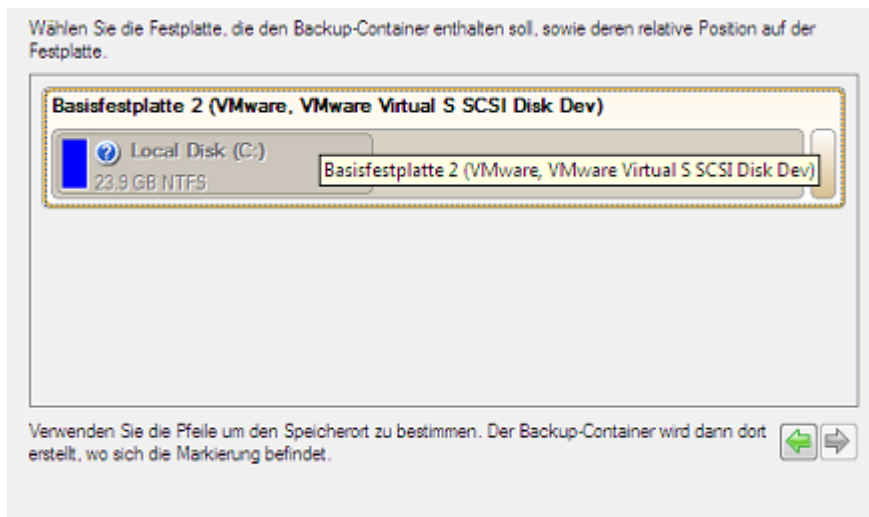 Wählen Sie die Festplatte, die den Backup-Container enthalten soll, sowie deren relative Position auf der
Festplatte.
Basisfestplatte 2 (VMware, VMware Virtual S SCSI Disk Dev)
Local Disk (C:)
23.9 GB NTFS
Basisfestplatte 2 (VMware, VMware Virtual S SCSI Disk Dev)
Verwenden Sie die Pfeile um den Speicherort zu bestimmen. Der Backup-Container wird dann dort
erstellt, wo sich die Markierung befindet.